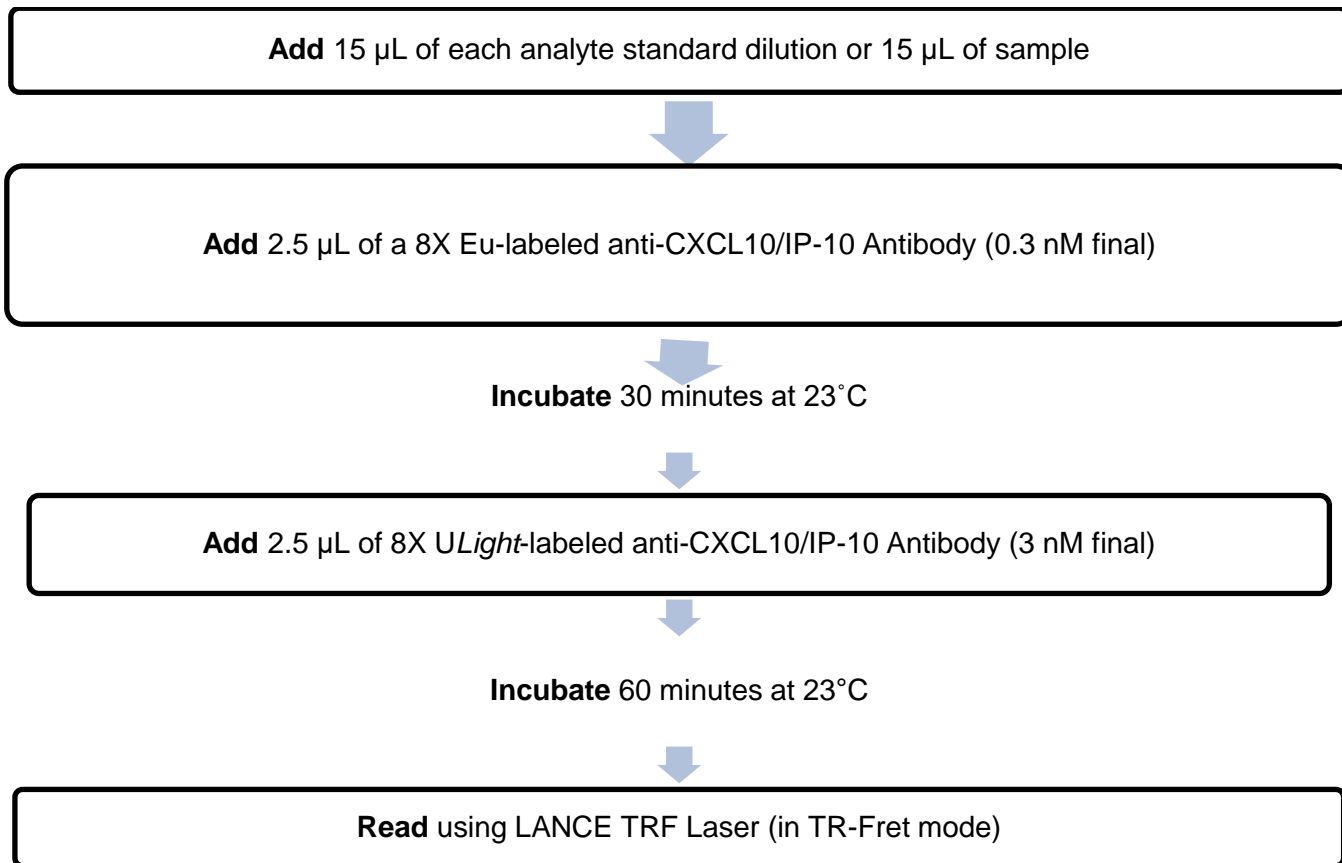 Add 15 µL of each analyte standard dilution or 15 µL of sample
Add 2.5 µL of a 8X Eu-labeled anti-CXCL10/IP-10 Antibody (0.3 nM final)
Incubate 30 minutes at 23˚C
Add 2.5 µL of 8X ULight-labeled anti-CXCL10/IP-10 Antibody (3 nM final)
Incubate 60 minutes at 23°C
Read using LANCE TRF Laser (in TR-Fret mode)